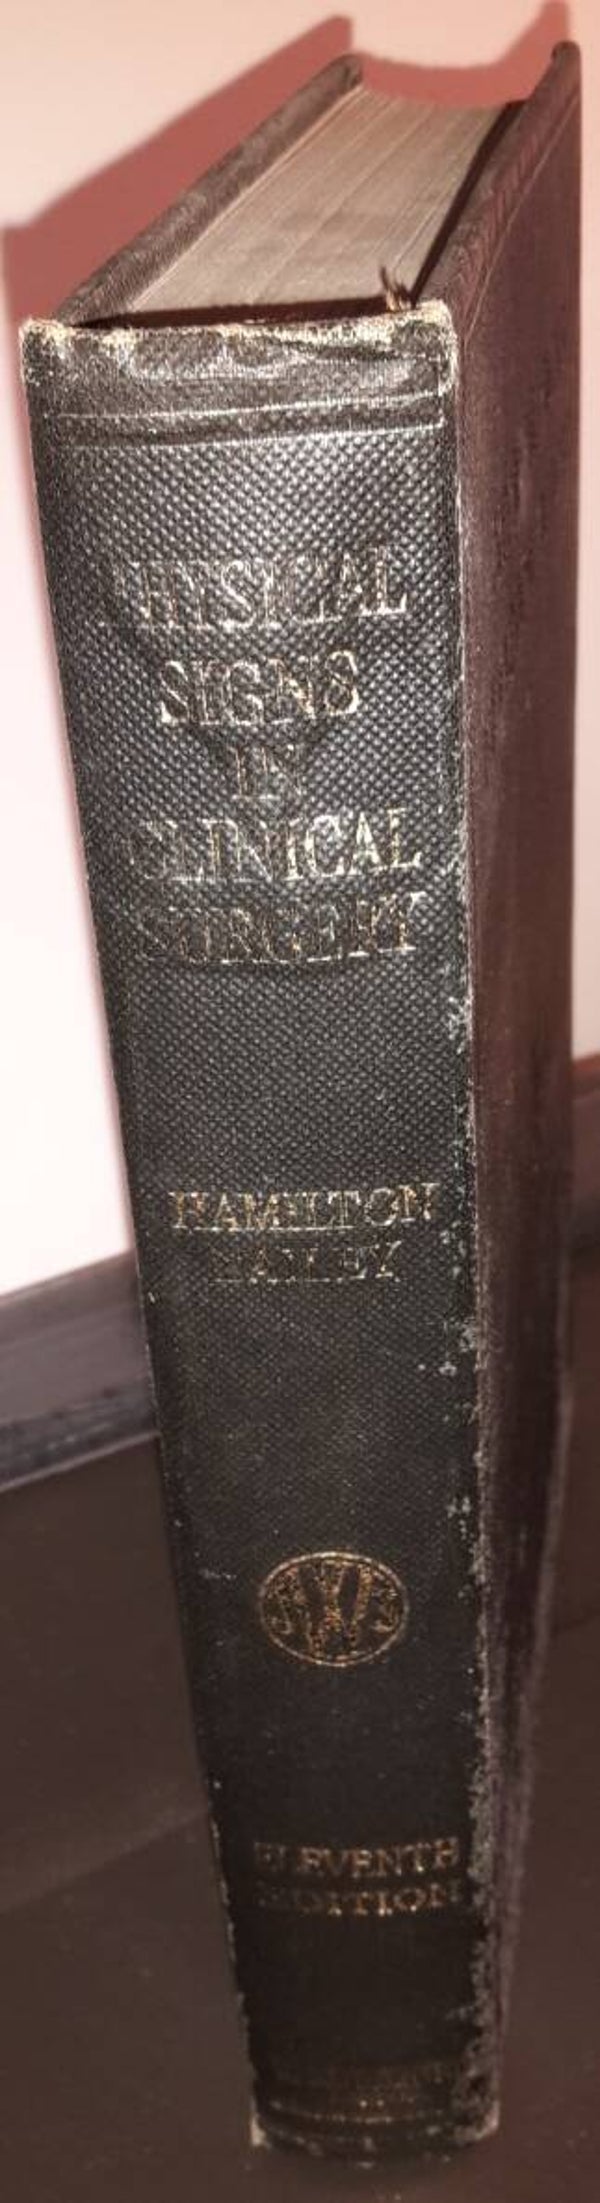 PHYSICAL
SIGNS
IN
CLINICAL
SURGERY
HAMILTON
BAILEY
ELEVENTH
EDITION